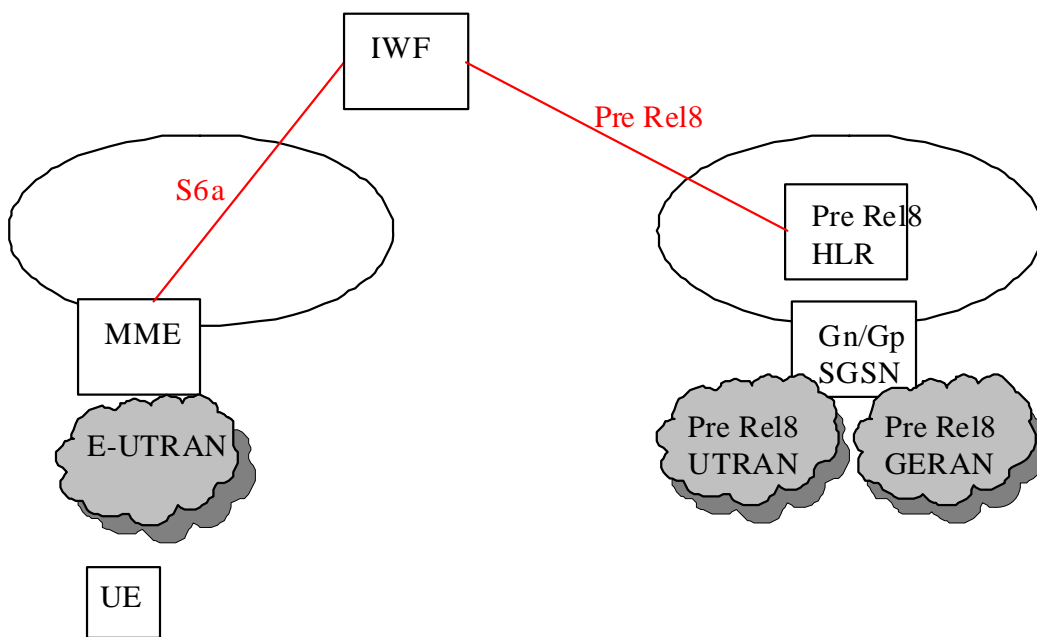 IWF
Pre Rel8
S6a
Pre Rel8
HLR
MME
Gn/Gp
SGSN
E-UTRAN
Pre Rel8
UTRAN
Pre Rel8
GERAN
UE